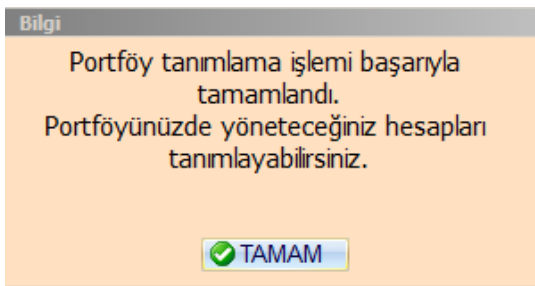 Bilgi
Portföy tanımlama işlemi başarıyla
tamamlandı.
Portföyünüzde yöneteceğiniz hesapları
tanımlayabilirsiniz.
TAMAM